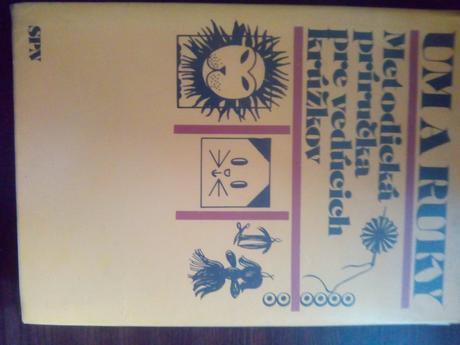 UM A RUKY
Metodická
príručka
pre vedúcich
krúžkov
SPN